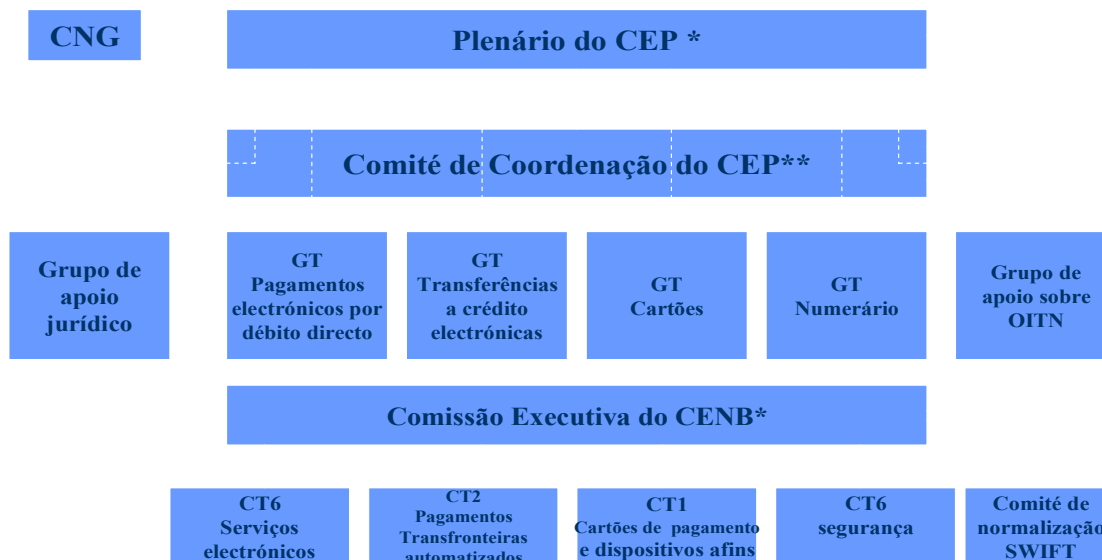 CNG
Plenário do CEP *
Comité de Coordenação do CEP**
Grupo de
apoio
jurídico
GT
Pagamentos
electrónicos por
débito directo
GT
Transferências
a crédito
electrónicas
GT
Cartões
GT
Numerário
Grupo de
apoio sobre
OITN
Comissão Executiva do CENB*
CT6
Serviços
electrónicos
CT2
Pagamentos
Transfronteiras
automatizados
CT1
Cartões de pagamento
e dispositivos afins
CT6
segurança
Comité de
normalização
SWIFT